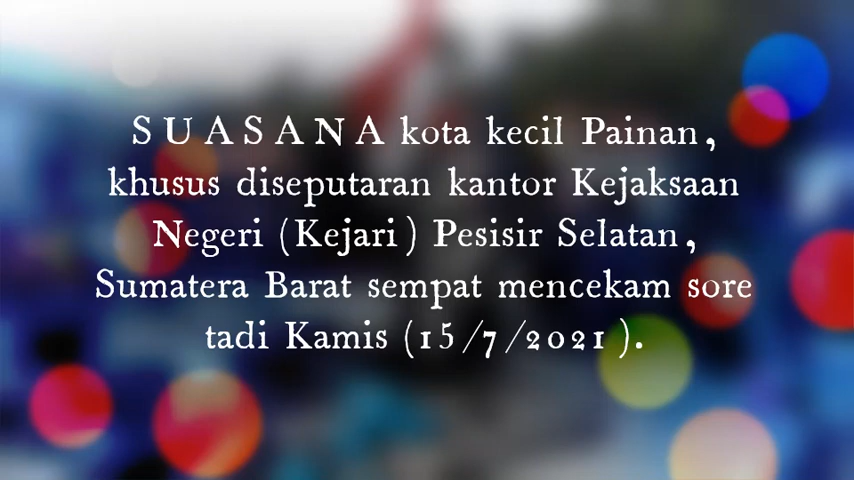 SUASANA kota kecil Painan,
khusus diseputaran kantor Kejaksaan
Negeri (Kejari) Pesisir Selatan,
Sumatera Barat sempat mencekam sore
tadi Kamis (15/7/2021).